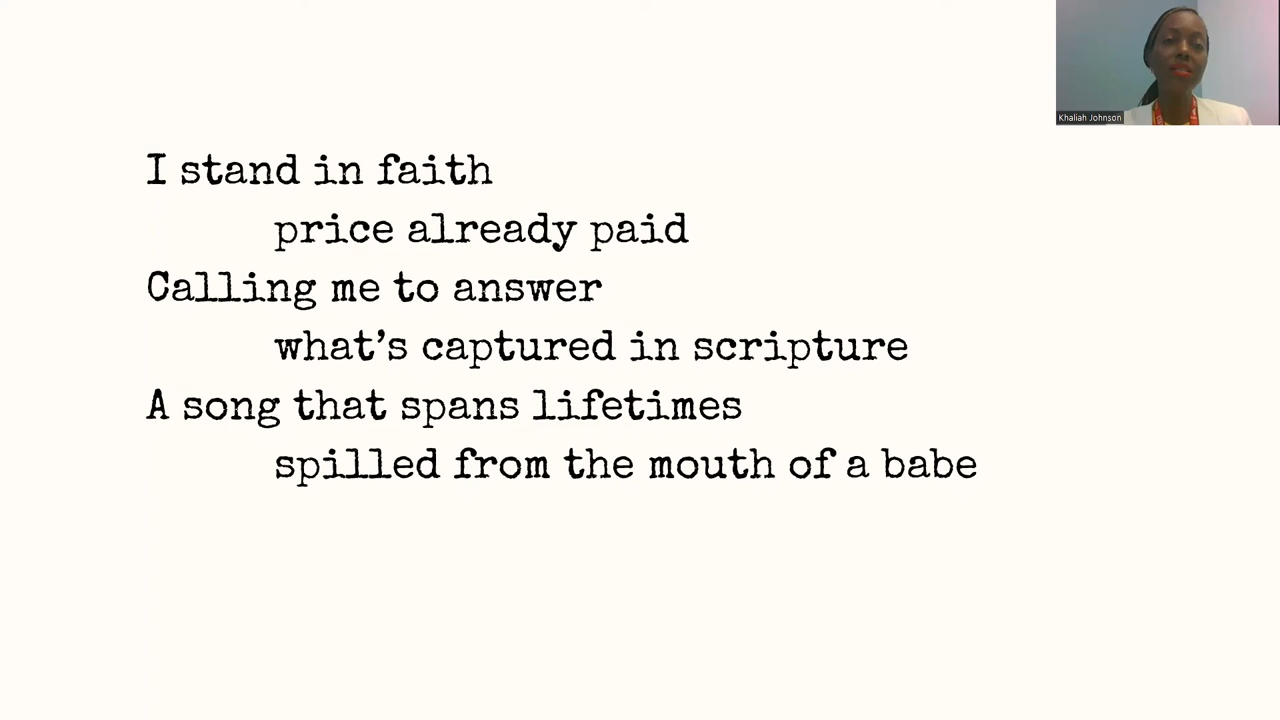 Khaliah Johnson
I stand in faith
price already paid
Calling me to answer
what's captured in scripture
A song that spans lifetimes
spilled from the mouth of a babe